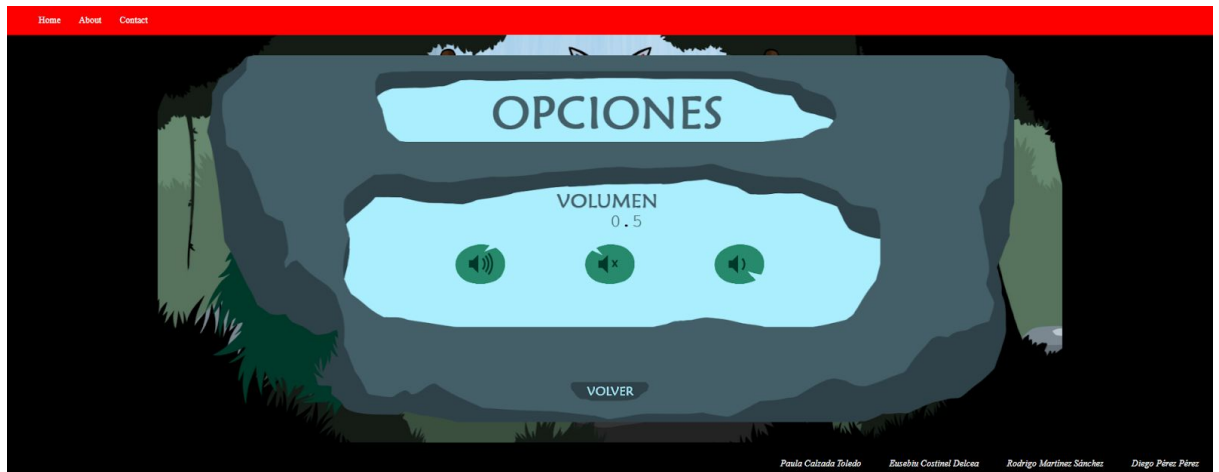 Home About Contact
OPCIONES
VOLUMEN
0.5
VOLVER
Paula Calzada Toledo Eusebiu Costinel Delcea Rodrigo Martínez Sánchez Diego Pérez Pérez